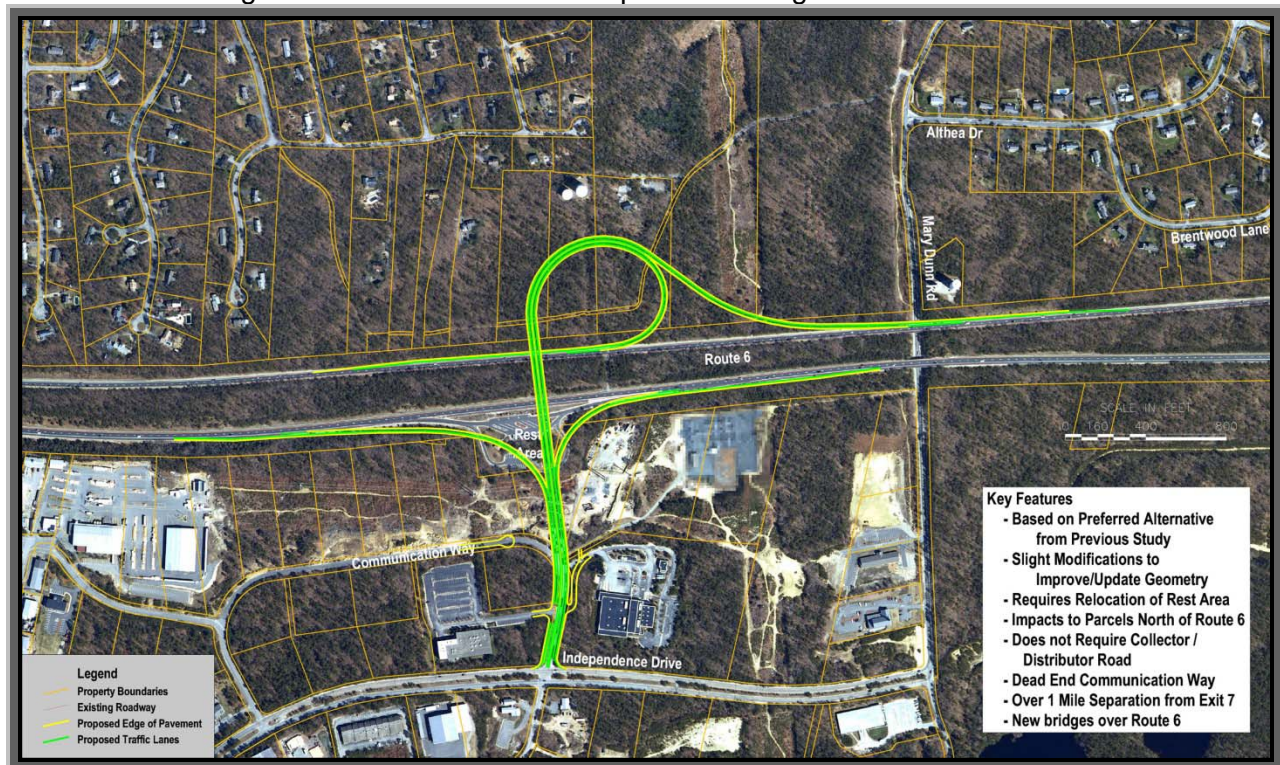 Althea Dr
Mary Dunn Rd
Brentwood Lane
Route 6
Rest
Area
SCALE IN FEET
0 160 400 800
Communication Way
Independence Drive
Key Features
- Based on Preferred Alternative
from Previous Study
- Slight Modifications to
Improve/Update Geometry
- Requires Relocation of Rest Area
- Impacts to Parcels North of Route 6
- Does not Require Collector /
Distributor Road
- Dead End Communication Way
- Over 1 Mile Separation from Exit 7
- New bridges over Route 6
Legend
Property Boundaries
Existing Roadway
Proposed Edge of Pavement
Proposed Traffic Lanes